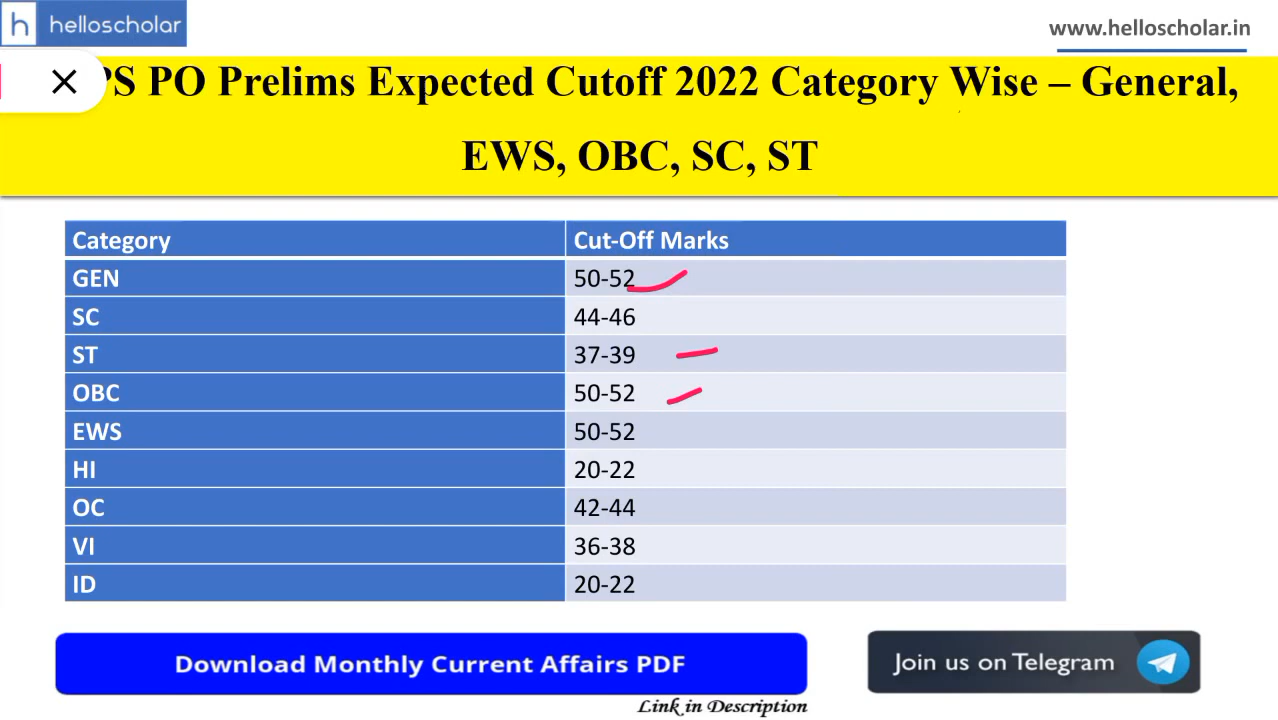 h helloscholar
www.helloscholar.in
PS PO Prelims Expected Cutoff 2022 Category Wise – General,
EWS, OBC, SC, ST
Category Cut-Off Marks
GEN 50-52
SC 44-46
ST 37-39
OBC 50-52
EWS 50-52
HI 20-22
OC 42-44
VI 36-38
ID 20-22
Download Monthly Current Affairs PDF
Join us on Telegram
Link in Description